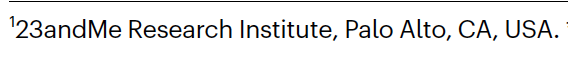 ¹23andMe Research Institute, Palo Alto, CA, USA.